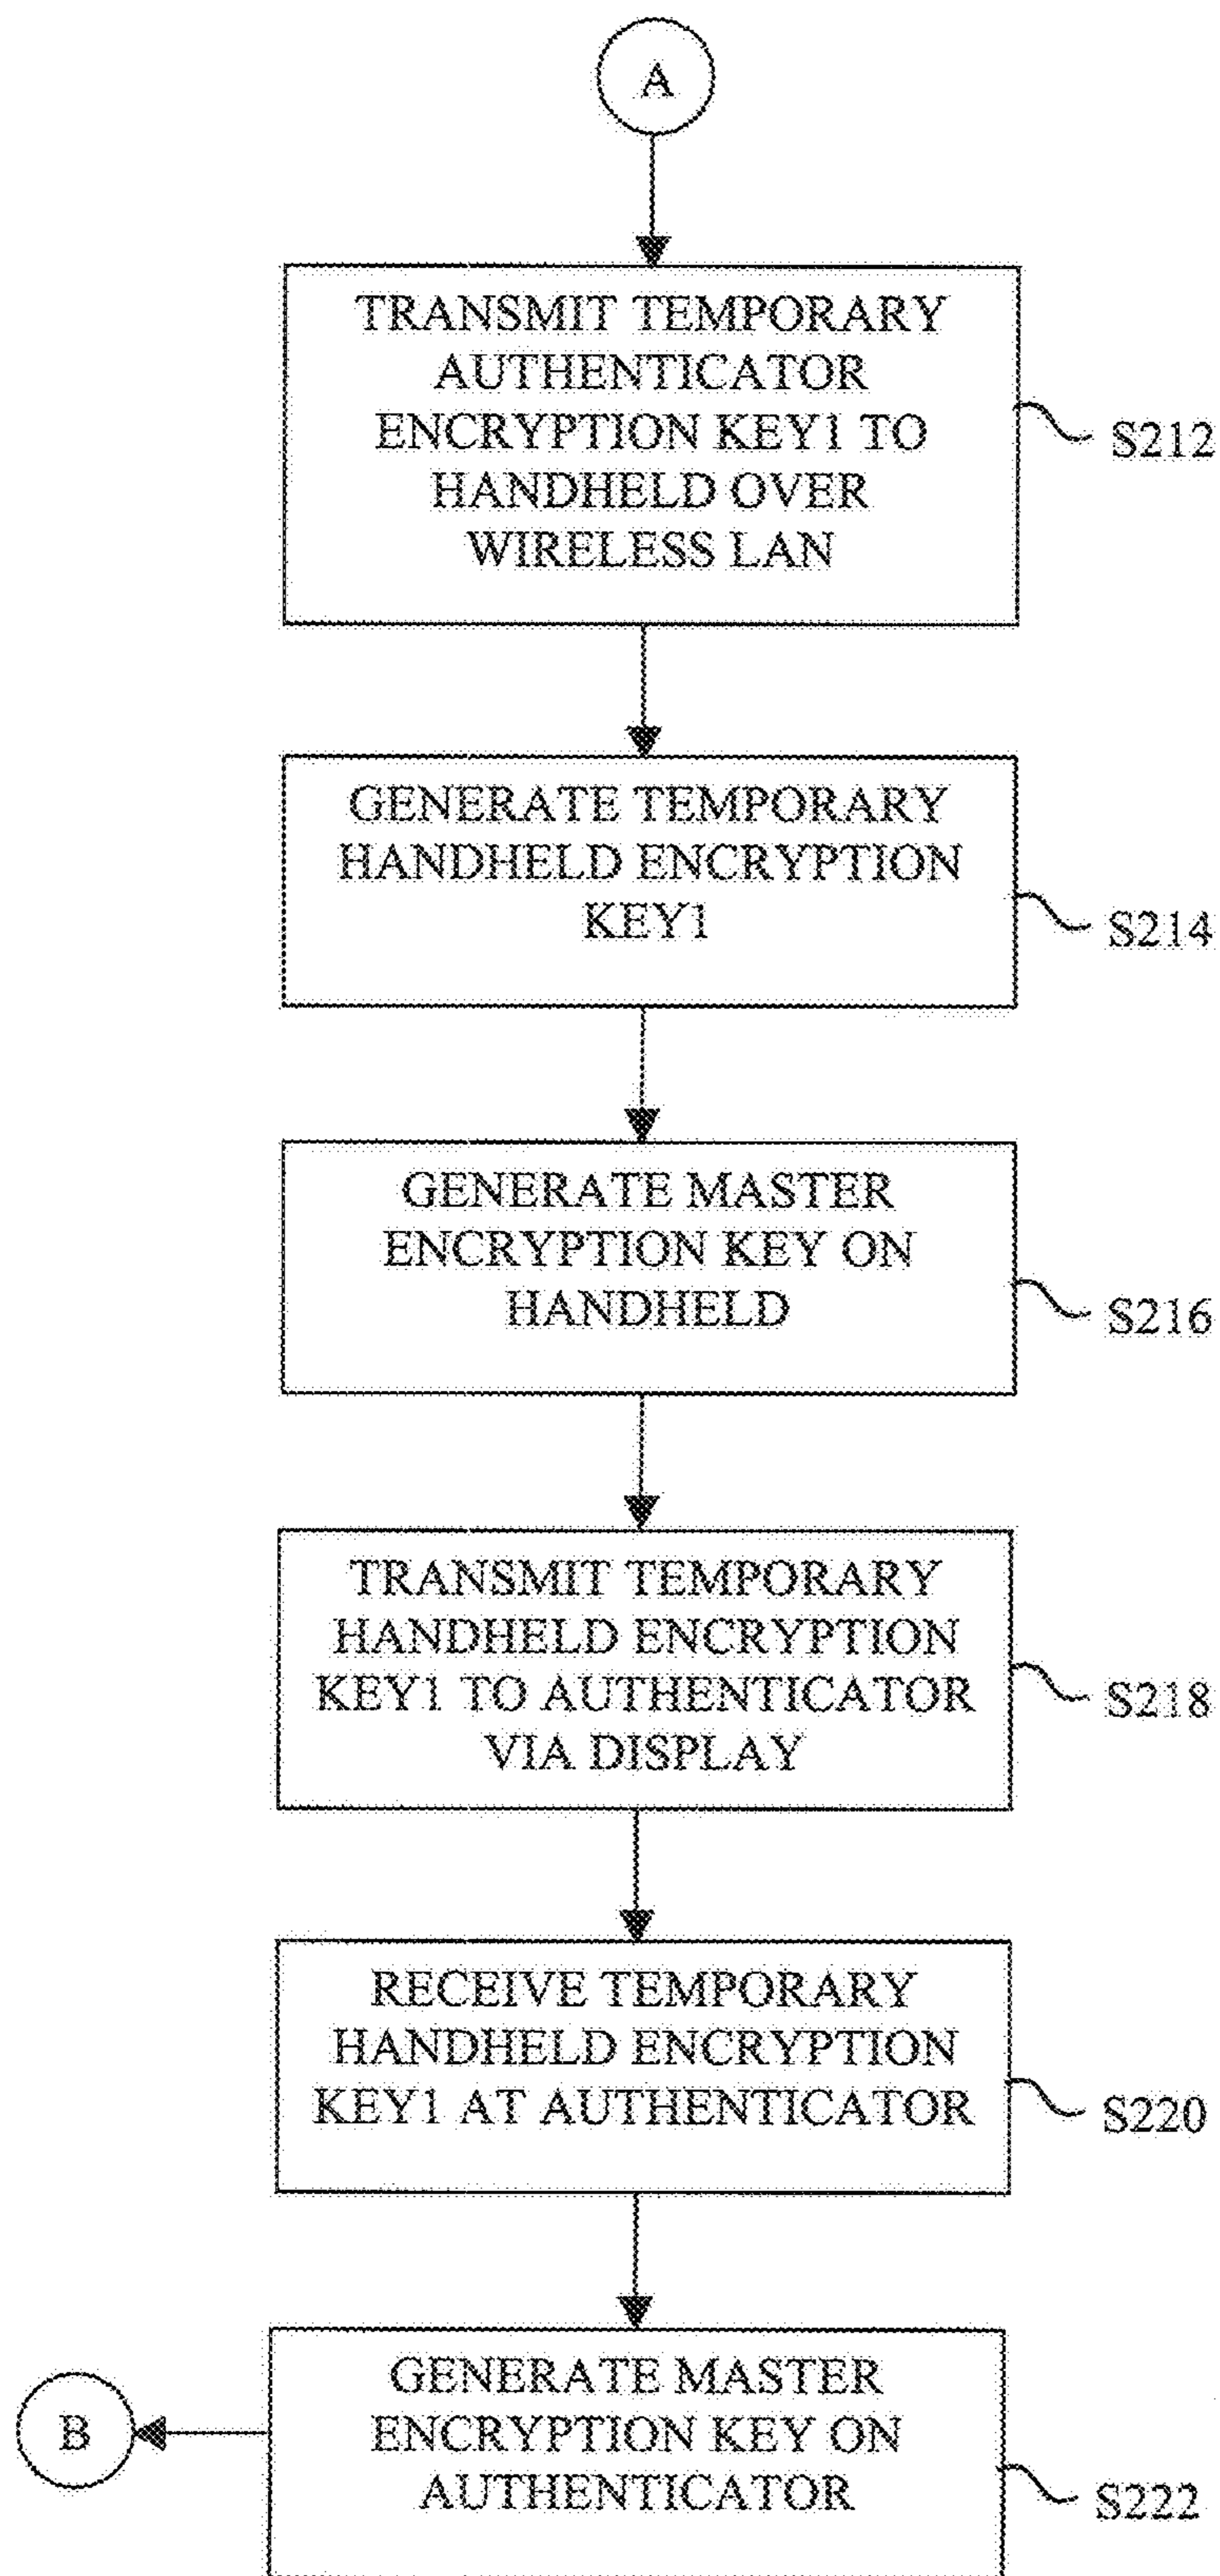 A
TRANSMIT TEMPORARY
AUTHENTICATOR
ENCRYPTION KEY1 TO
HANDHELD OVER
WIRELESS LAN
S212
GENERATE TEMPORARY
HANDHELD ENCRYPTION
KEY1
S214
GENERATE MASTER
ENCRYPTION KEY ON
HANDHELD
S216
TRANSMIT TEMPORARY
HANDHELD ENCRYPTION
KEY1 TO AUTHENTICATOR
VIA DISPLAY
S218
RECEIVE TEMPORARY
HANDHELD ENCRYPTION
KEY1 AT AUTHENTICATOR
S220
GENERATE MASTER
ENCRYPTION KEY ON
AUTHENTICATOR
S222
B